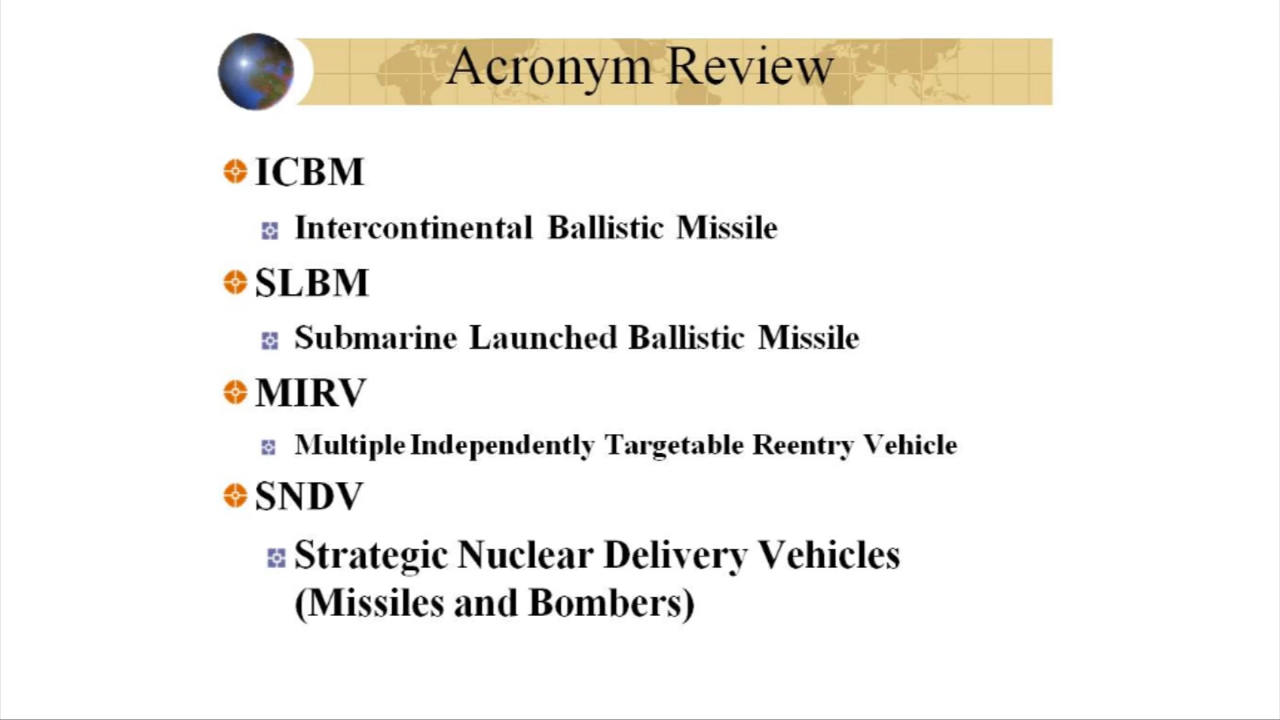 Acronym Review
ICBM
Intercontinental Ballistic Missile
SLBM
Submarine Launched Ballistic Missile
MIRV
Multiple Independently Targetable Reentry Vehicle
SNDV
Strategic Nuclear Delivery Vehicles
(Missiles and Bombers)